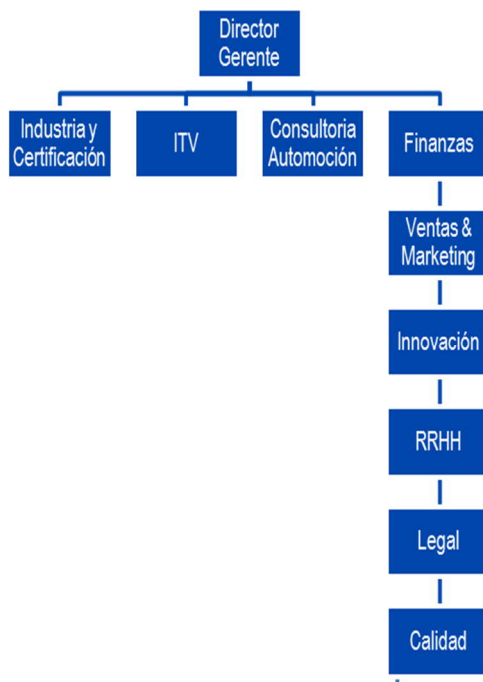 Director
Gerente
Industria y
Certificación
ITV
Consultoria
Automoción
Finanzas
Ventas &
Marketing
Innovación
RRHH
Legal
Calidad